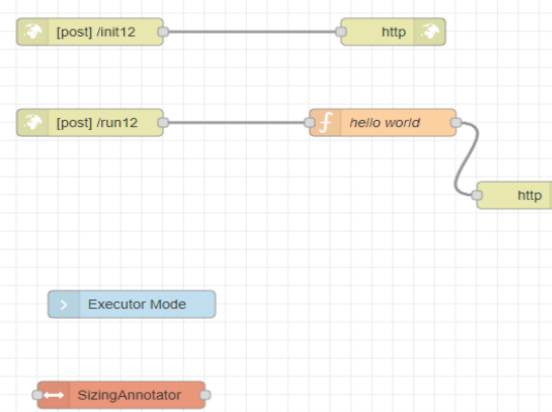 [post] /init12
http
[post] /run12
hello world
http
Executor Mode
SizingAnnotator